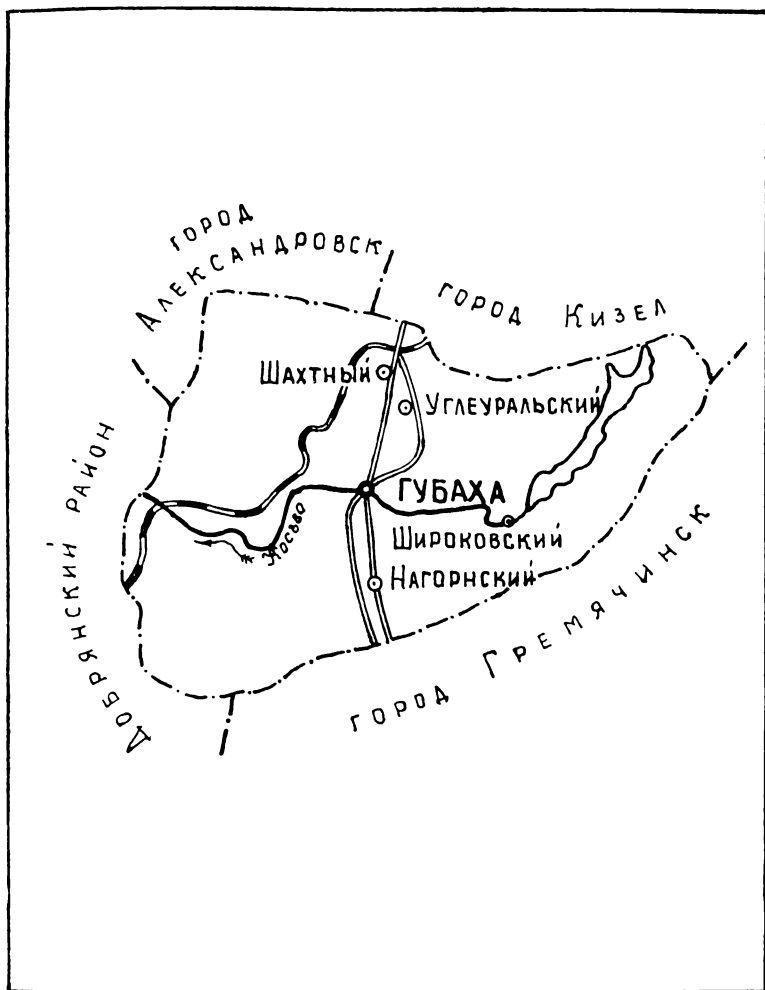 город
Александровск
город Кизел
Шахтный
Углеуральский
Добрянский район
ГУБАХА
Косьва
Широковский
Нагорнский
город Гремячинск